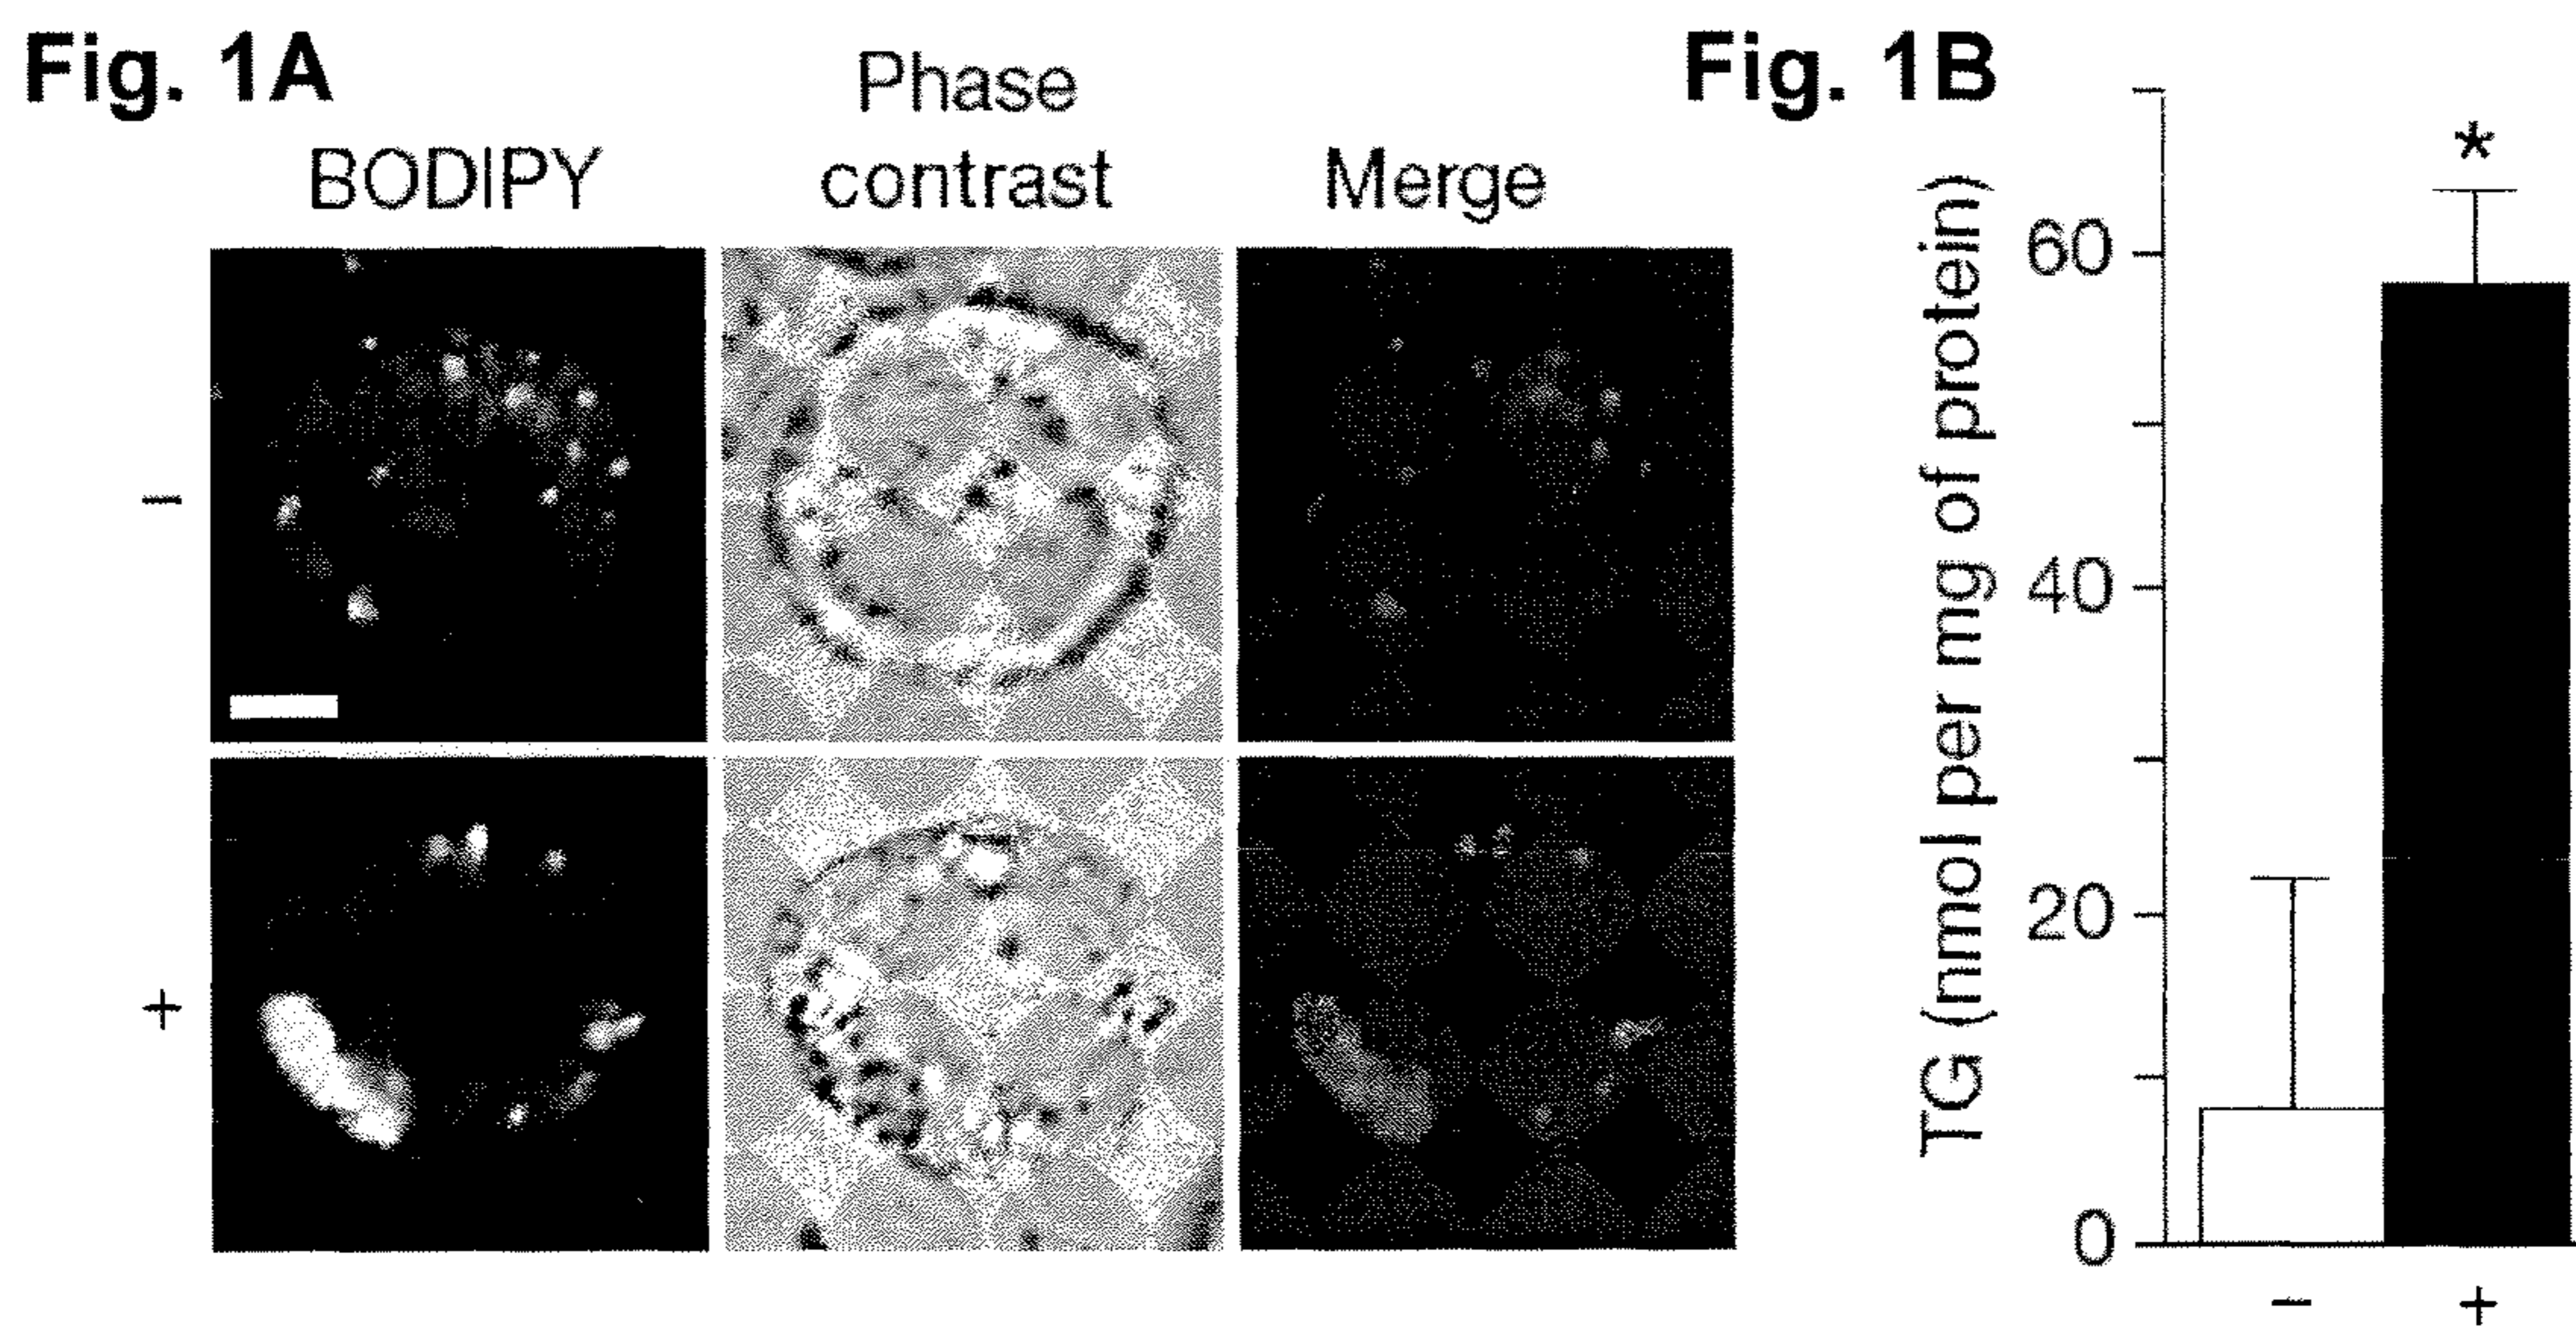 Fig. 1A
BODIPY
Phase
contrast
Merge
−
+
Fig. 1B
TG (nmol per mg of protein)
60
40
20
0
*
− +